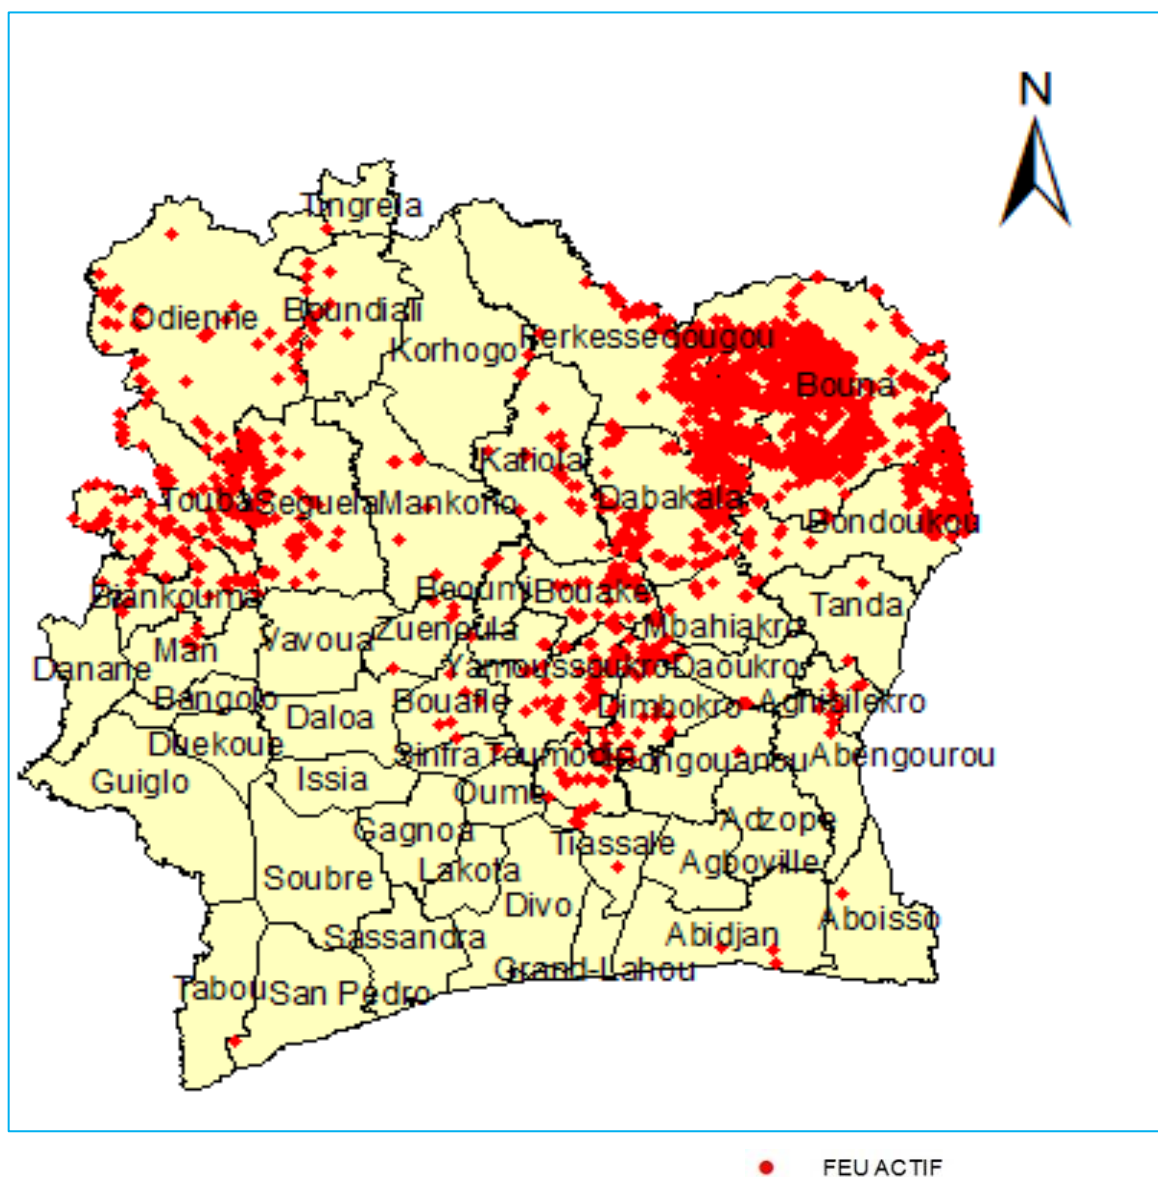 N
Tingrela
Odienne
Boundiali
Korhogo
Ferkessedougou
Bouna
Katiola
Touba
Seguela
Mankono
Dabakala
Bondoukou
Biankouma
Beoumi
Bouake
Tanda
Vavoua
Zuenoula
Mbahiakro
Man
Danane
Yamoussoukro
Daoukro
Bangolo
Daloa
Bouafle
Dimbokro
Agnibilekro
Duekoue
Sinfra
Toumodi
Bongouanou
Abengourou
Guiglo
Issia
Oume
Gagnoa
Adzope
Tiassale
Lakota
Agboville
Soubre
Divo
Aboisso
Sassandra
Abidjan
Grand-Lahou
Tabou
San Pedro
FEU ACTIF